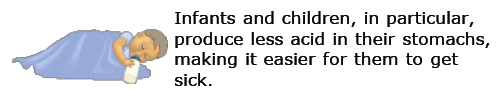 Infants and children, in particular,
produce less acid in their stomachs,
making it easier for them to get
sick.